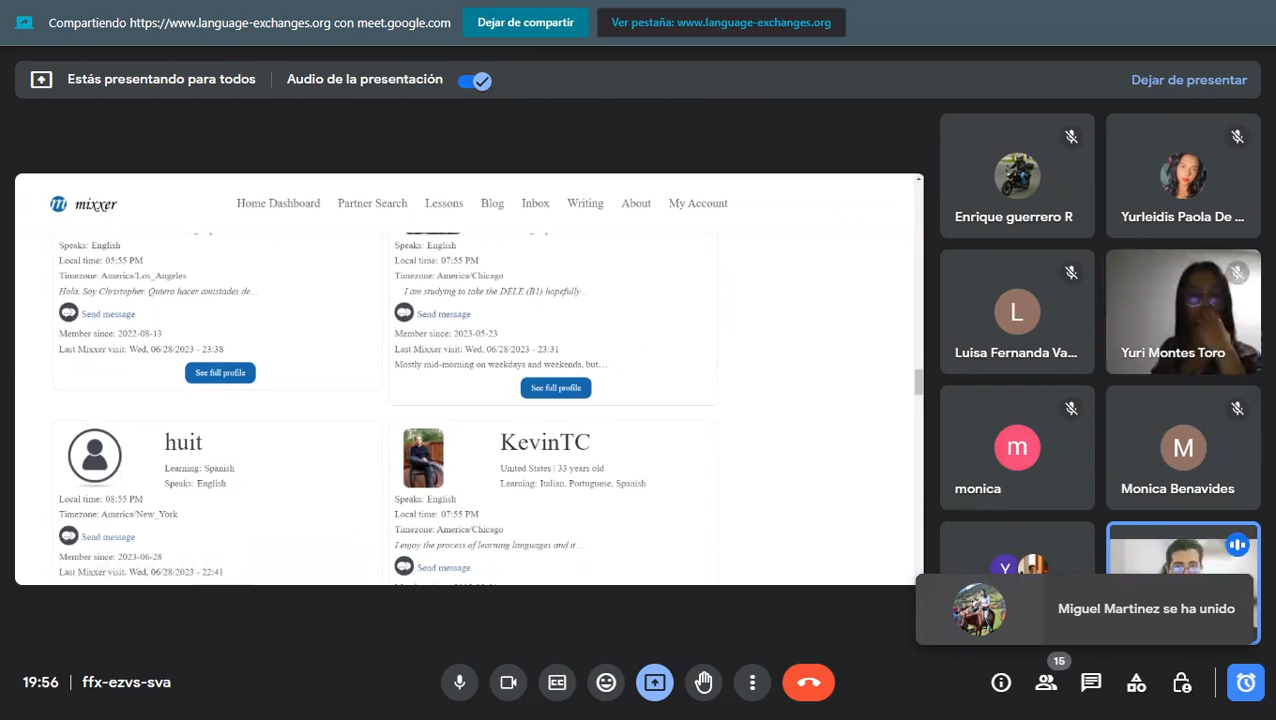 Compartiendo https://www.language-exchanges.org con meet.google.com
Dejar de compartir
Ver pestaña: www.language-exchanges.org
Estás presentando para todos
Audio de la presentación
Dejar de presentar
m mixxer
Home Dashboard Partner Search Lessons Blog Inbox Writing About My Account
Speaks: English
Local time: 05:55 PM
Timezone: America/Los_Angeles
Hola. Soy Christopher. Qutero hacer amistades de...
Send message
Member since: 2022-08-13
Last Mixxer visit: Wed, 06/28/2023 - 23:38
See full profile
Speaks: English
Local time: 07:55 PM
Timezone: America/Chicago
I am studying to take the DELE (B1) hopefully...
Send message
Member since: 2023-05-23
Last Mixxer visit: Wed, 06/28/2023 - 23:31
Mostly mid-morning on weekdays and weekends, but...
See full profile
huit
Learning: Spanish
Speaks: English
Local time: 08:55 PM
Timezone: America/New_York
Send message
Member since: 2023-06-28
Last Mixxer visit: Wed, 06/28/2023 - 22:41
KevinTC
United States | 33 years old
Learning: Italian, Portuguese, Spanish
Speaks: English
Local time: 07:55 PM
Timezone: America/Chicago
I enjoy the process of learning languages and it...
Send message
Enrique guerrero R
Yurleidis Paola De ...
L
Luisa Fernanda Va...
Yuri Montes Toro
m
monica
M
Monica Benavides
Y
Miguel Martinez se ha unido
19:56 | ffx-ezvs-sva
15